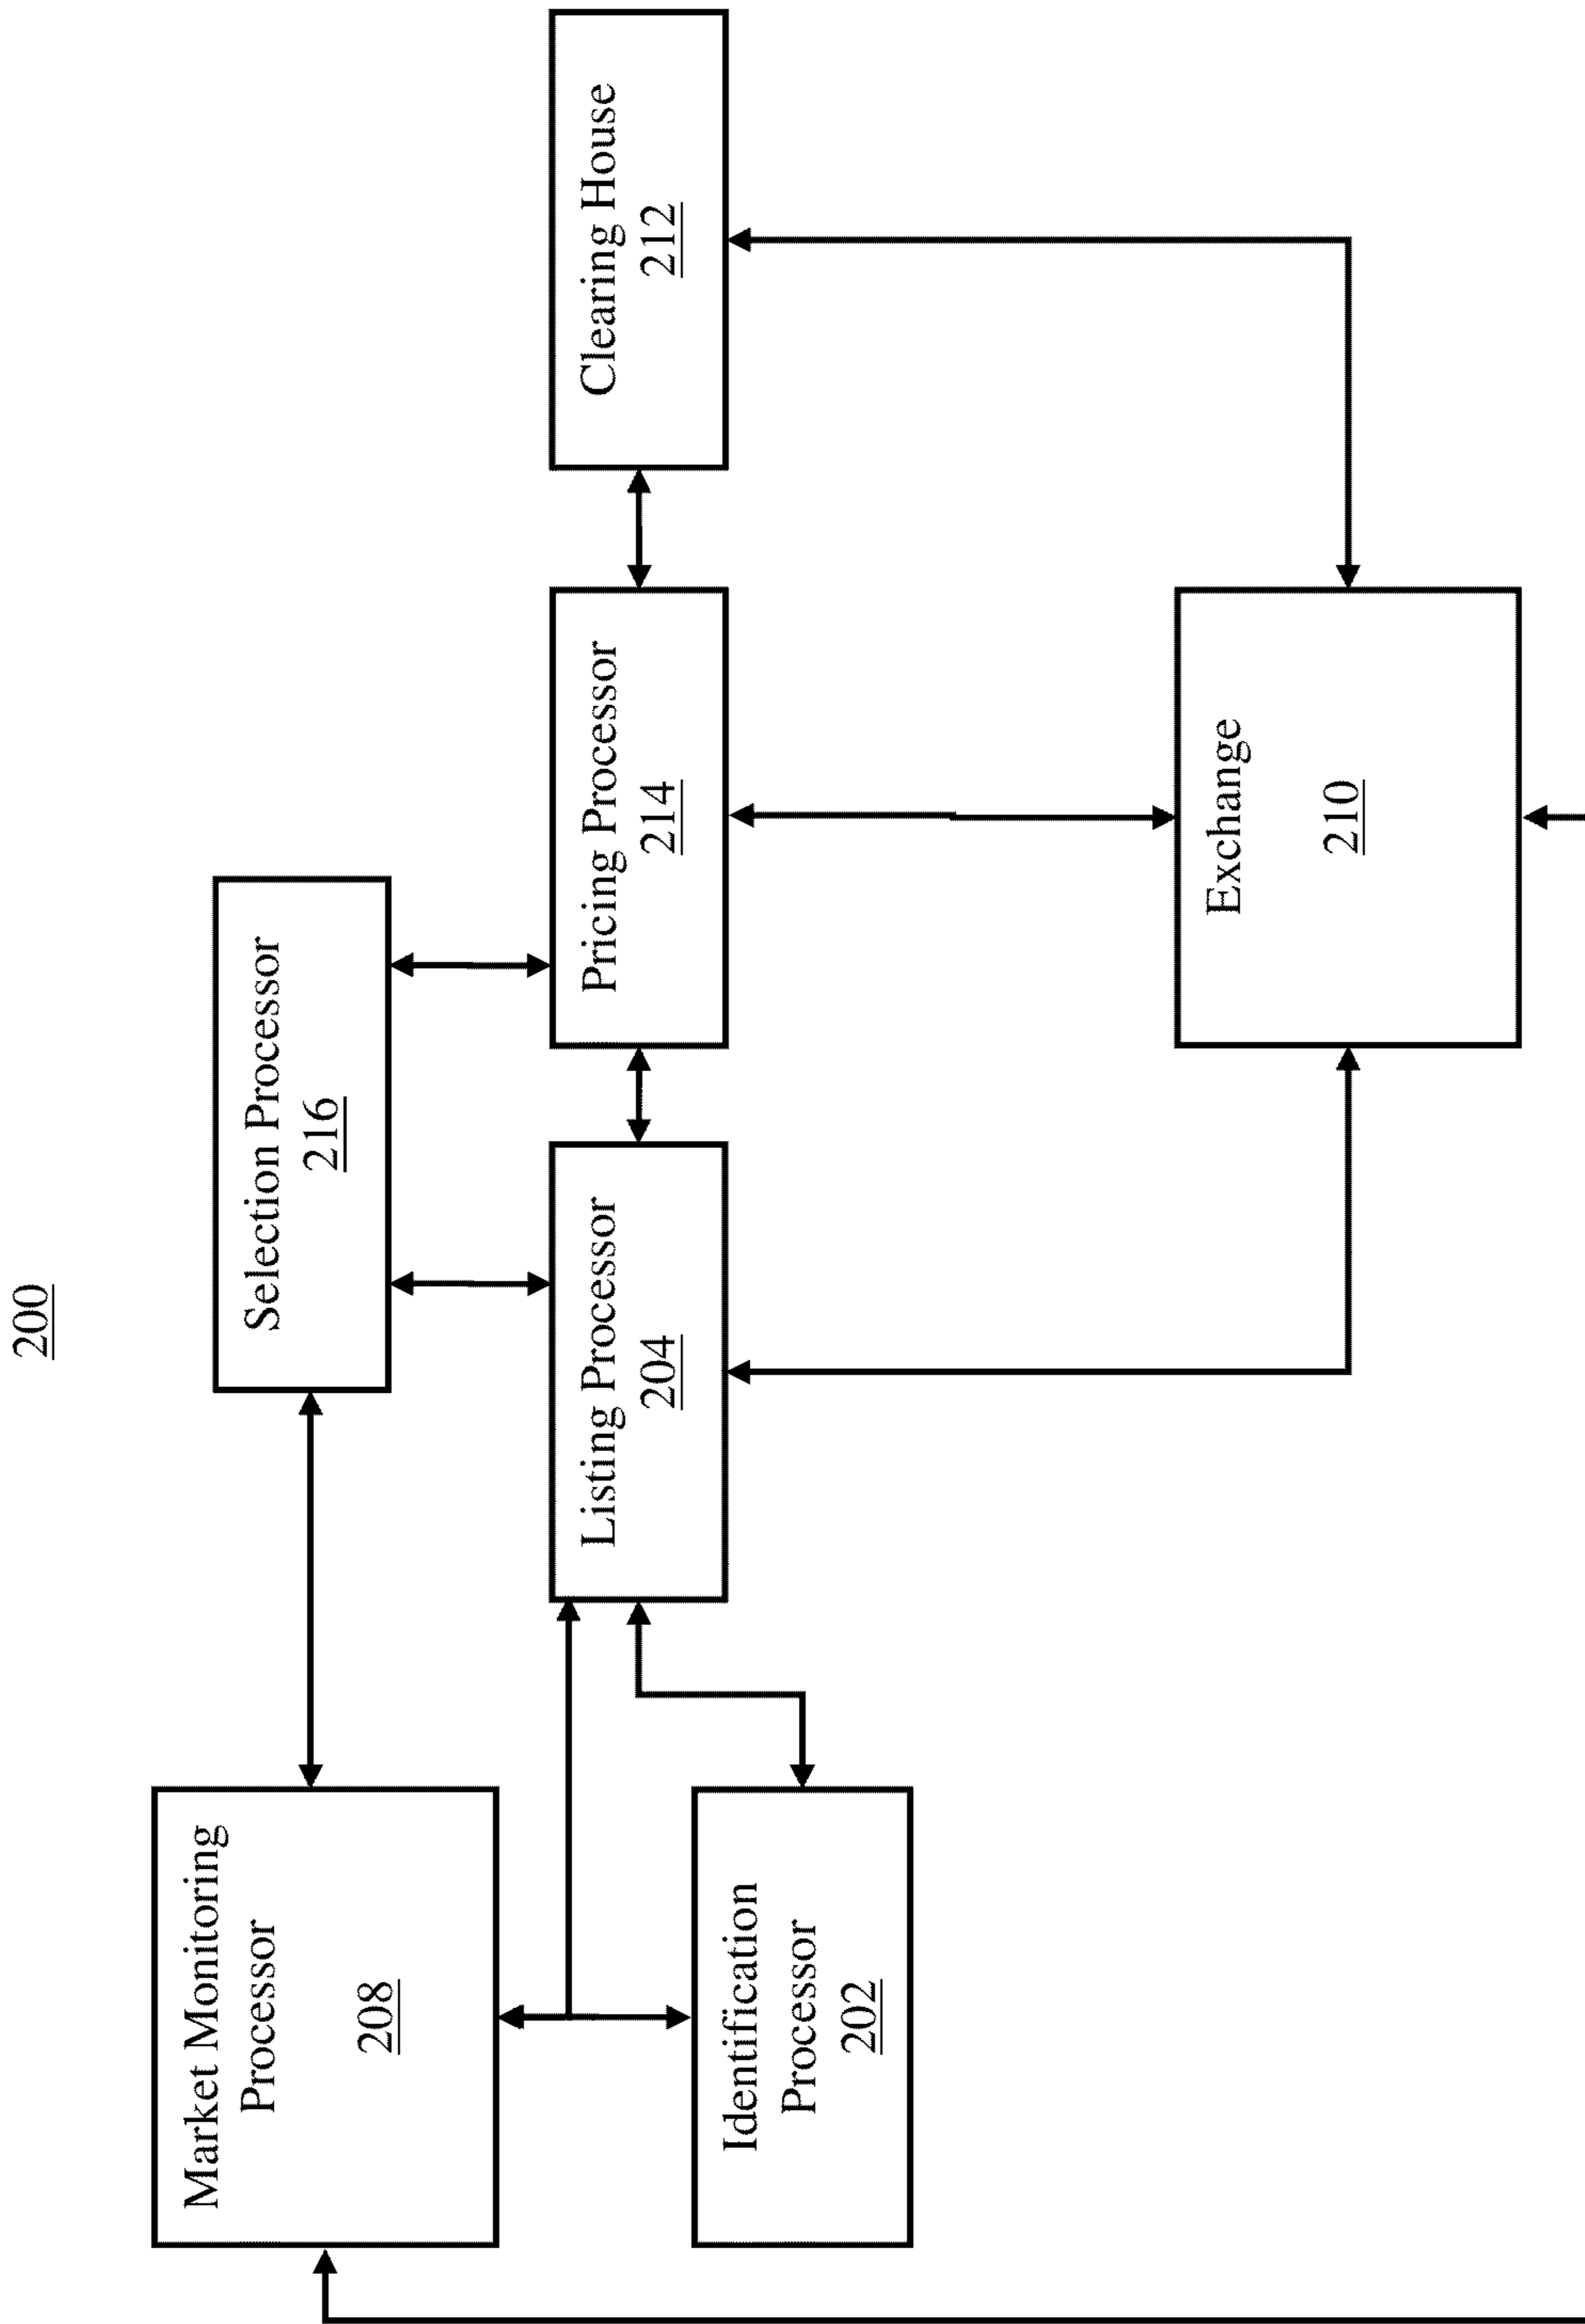 200
Market Monitoring
Processor
208
Selection Processor
216
Identification
Processor
202
Listing Processor
204
Pricing Processor
214
Clearing House
212
Exchange
210